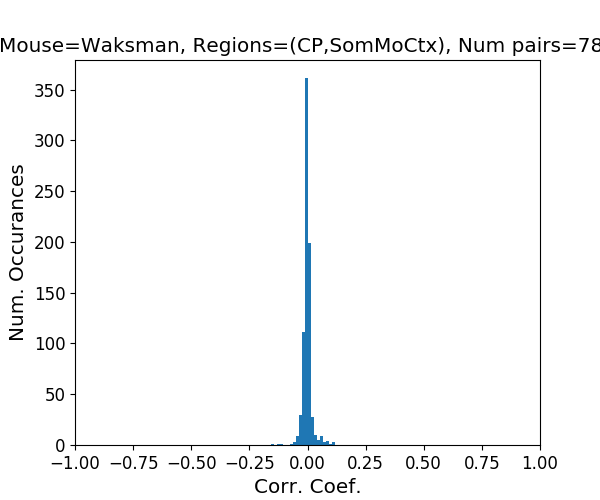 Mouse=Waksman, Regions=(CP,SomMoCtx), Num pairs=78
Num. Occurances
350
300
250
200
150
100
50
0
−1.00 −0.75 −0.50 −0.25 0.00 0.25 0.50 0.75 1.00
Corr. Coef.